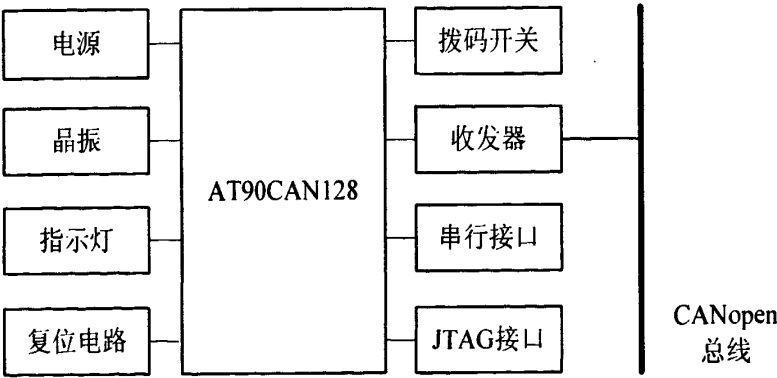 电源
晶振
指示灯
复位电路
AT90CAN128
拨码开关
收发器
串行接口
JTAG接口
CANopen
总线